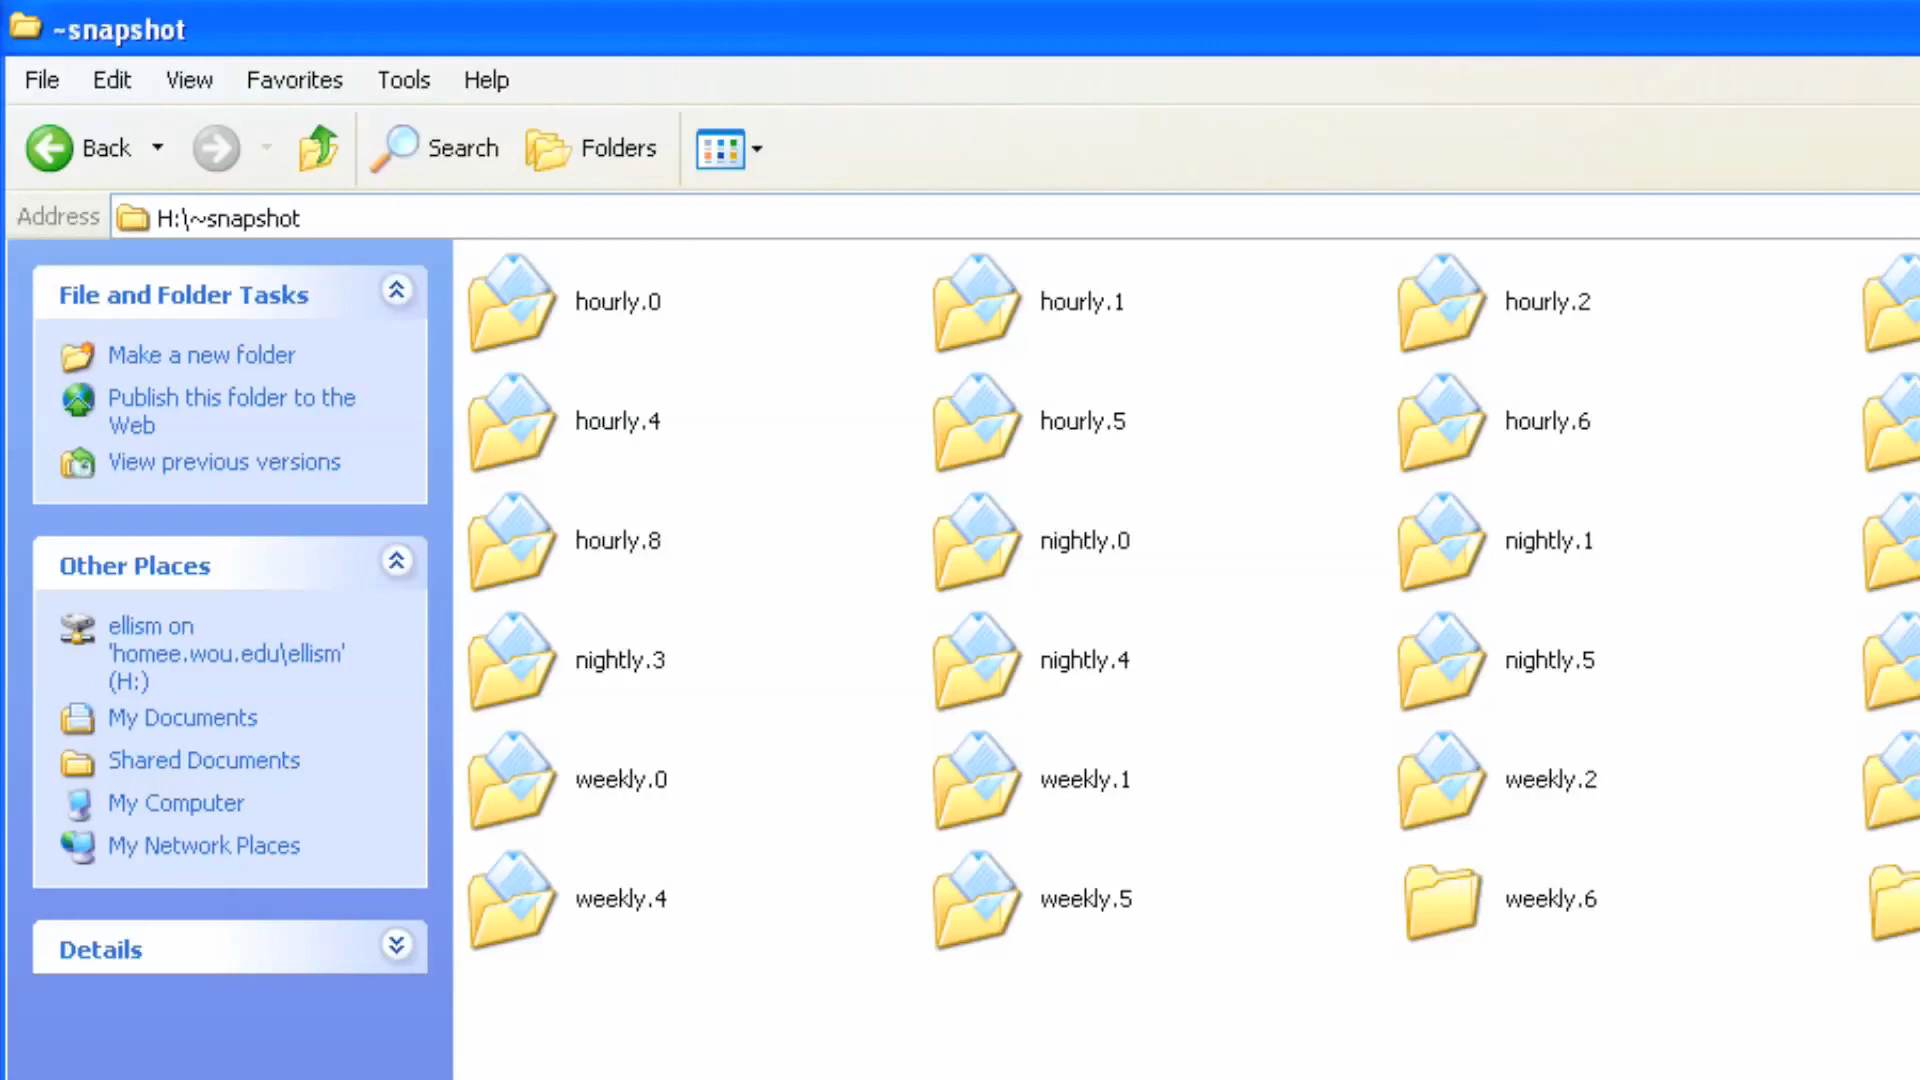 ~snapshot
File Edit View Favorites Tools Help
Back Search Folders
Address H:\~snapshot
File and Folder Tasks
Make a new folder
Publish this folder to the
Web
View previous versions
Other Places
ellism on
'homee.wou.edu\ellism'
(H:)
My Documents
Shared Documents
My Computer
My Network Places
Details
hourly.0 hourly.1 hourly.2
hourly.4 hourly.5 hourly.6
hourly.8 nightly.0 nightly.1
nightly.3 nightly.4 nightly.5
weekly.0 weekly.1 weekly.2
weekly.4 weekly.5 weekly.6